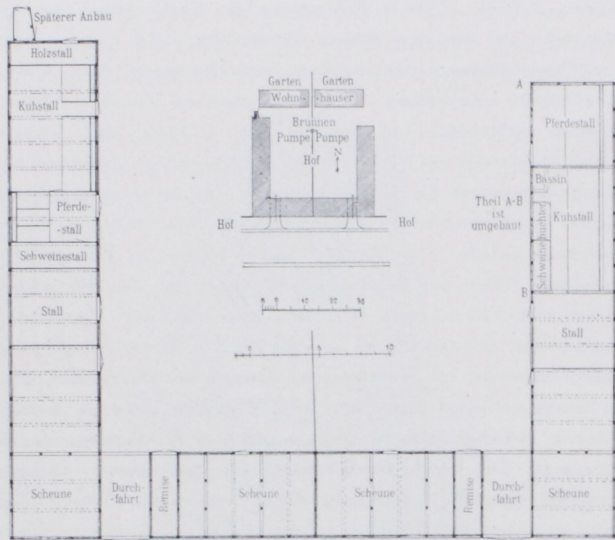 Späterer Anbau
Holzstall
Kuhstall
Pferde-
-stall
Schweinestall
Stall
Garten Garten
Wohn- -häuser
Brunnen
Pumpe Pumpe
Hof
N
Hof Hof
A
Pferdestall
Bassin
Theil A-B
ist
umgebaut
Kuhstall
Schweinebuchten
B
Stall
Scheune
Durch-
-fahrt
Remise
Scheune
Scheune
Remise
Durch-
-fahrt
Scheune